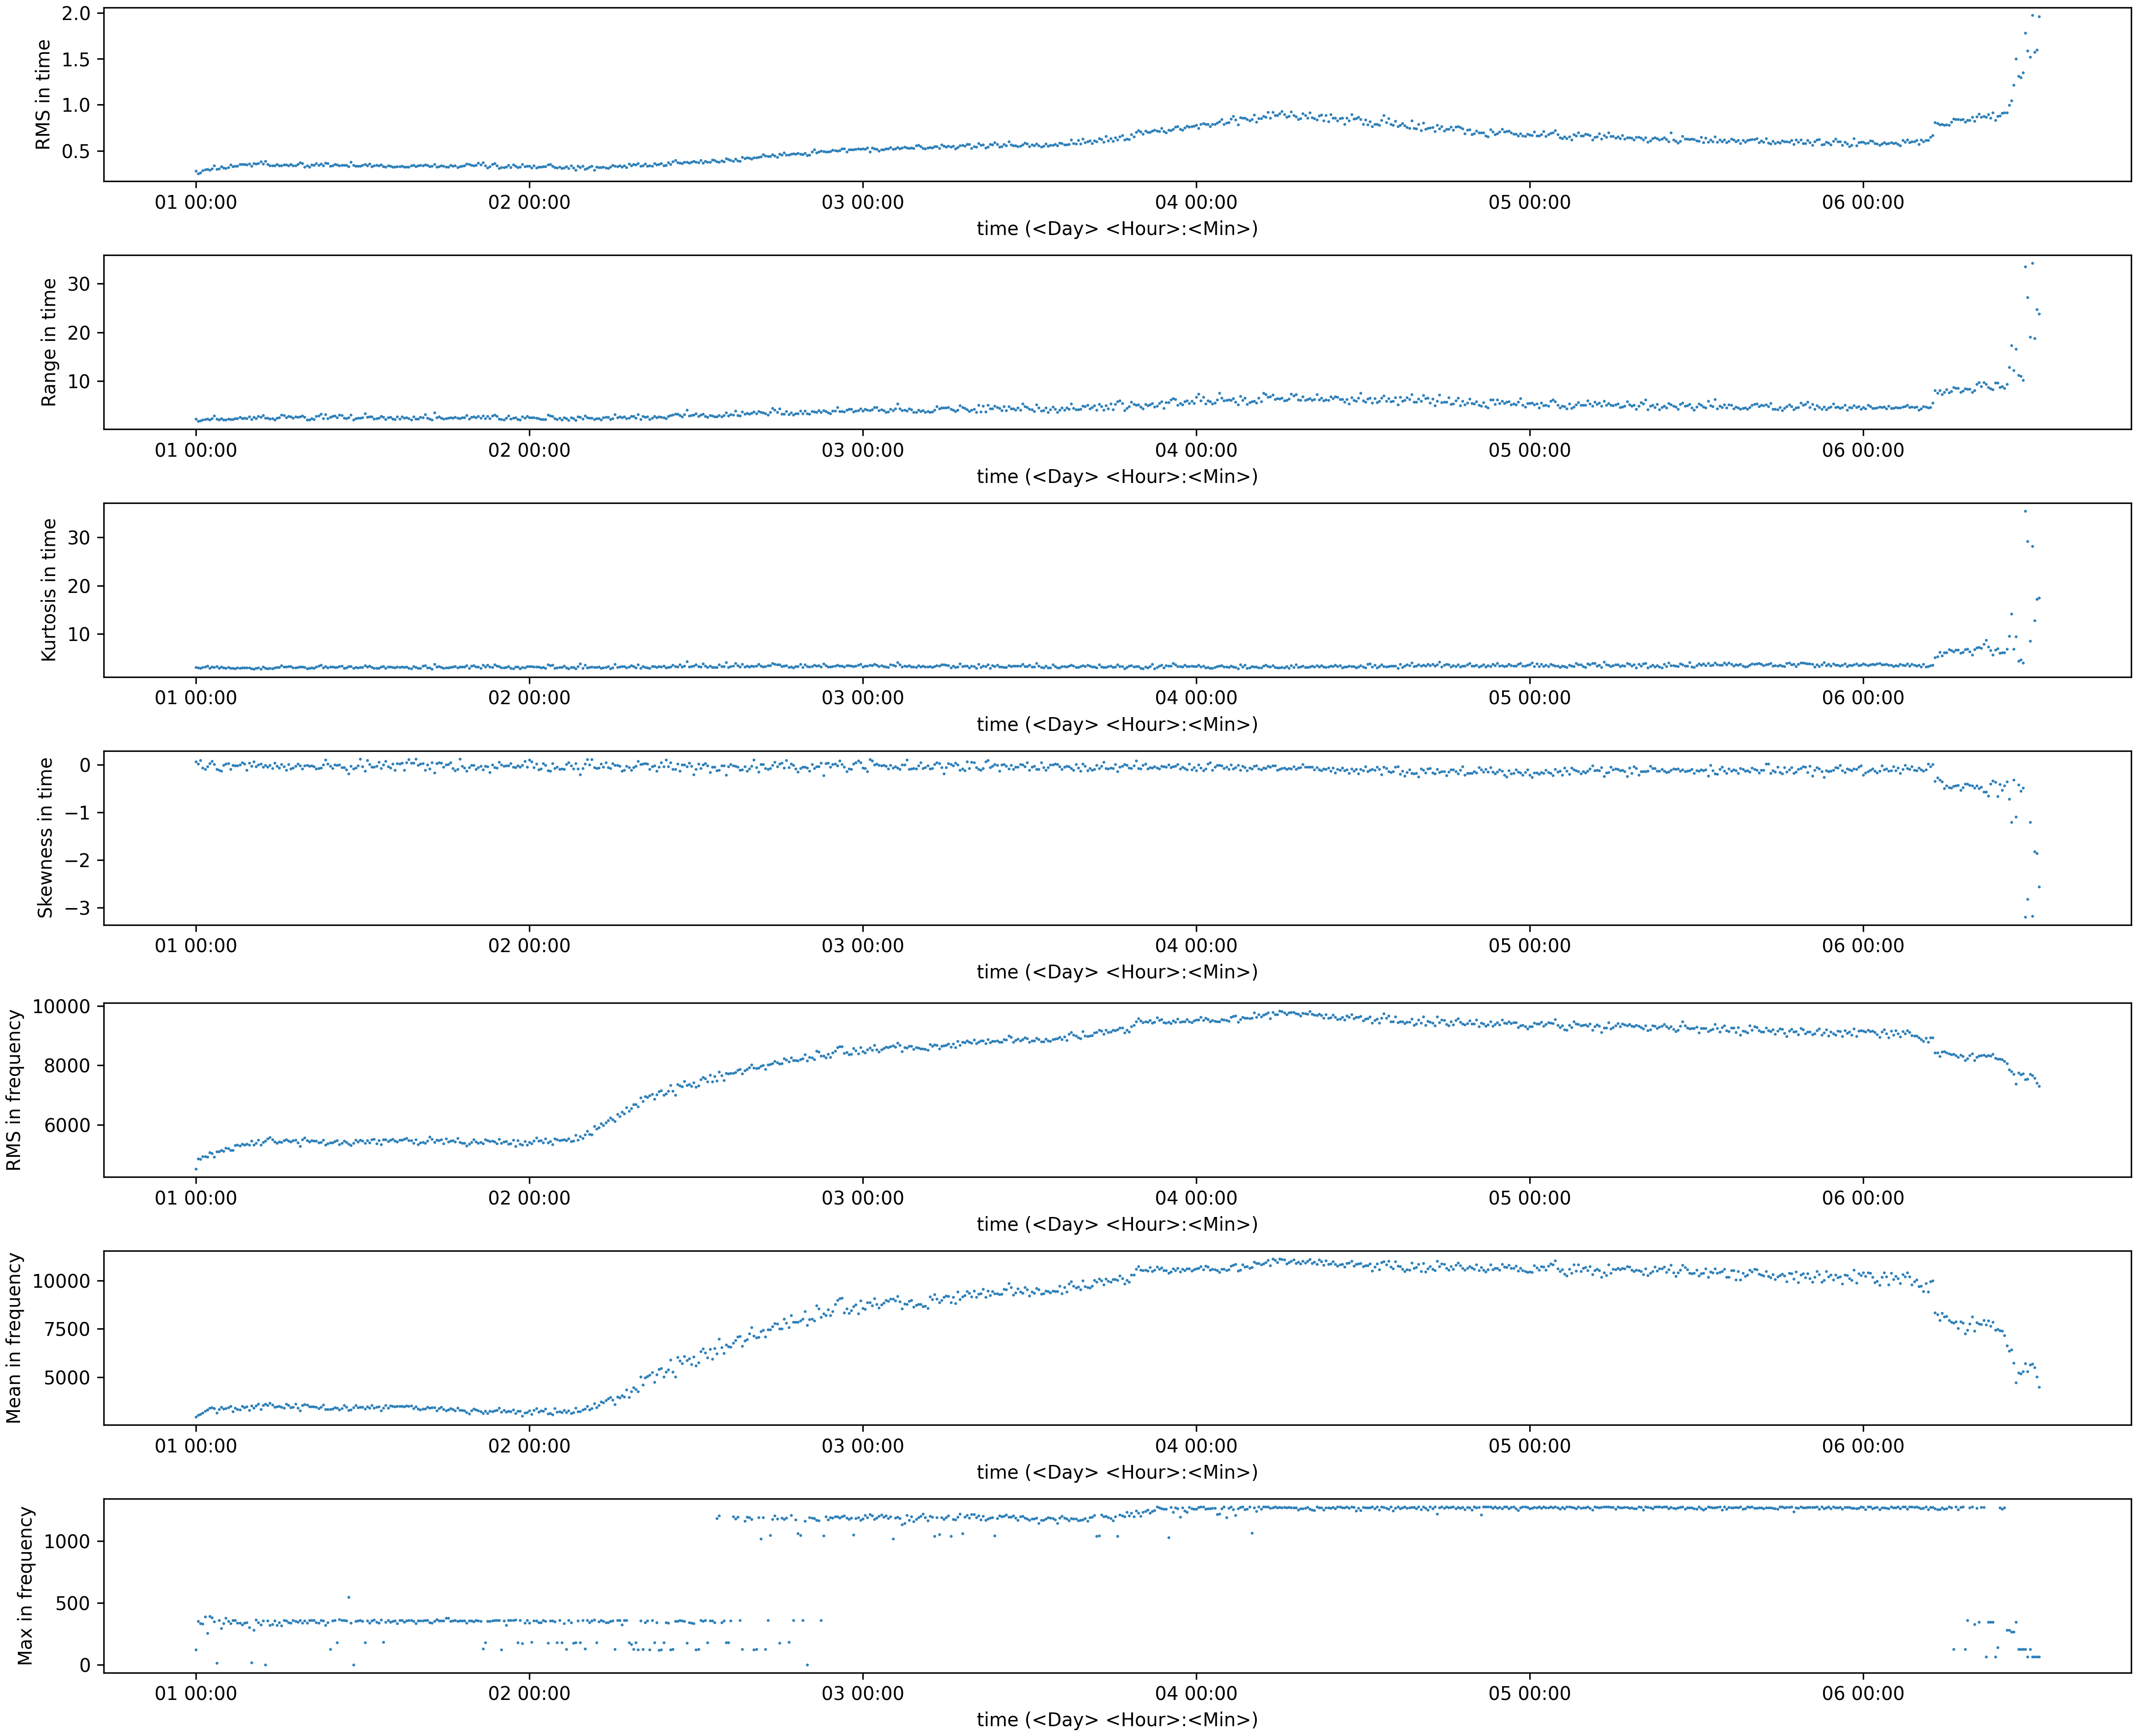 RMS in time
2.0
1.5
1.0
0.5
01 00:00 02 00:00 03 00:00 04 00:00 05 00:00 06 00:00
time (<Day> <Hour>:<Min>)
Range in time
30
20
10
01 00:00 02 00:00 03 00:00 04 00:00 05 00:00 06 00:00
time (<Day> <Hour>:<Min>)
Kurtosis in time
30
20
10
01 00:00 02 00:00 03 00:00 04 00:00 05 00:00 06 00:00
time (<Day> <Hour>:<Min>)
Skewness in time
0
−1
−2
−3
01 00:00 02 00:00 03 00:00 04 00:00 05 00:00 06 00:00
time (<Day> <Hour>:<Min>)
RMS in frequency
10000
8000
6000
01 00:00 02 00:00 03 00:00 04 00:00 05 00:00 06 00:00
time (<Day> <Hour>:<Min>)
Mean in frequency
10000
7500
5000
01 00:00 02 00:00 03 00:00 04 00:00 05 00:00 06 00:00
time (<Day> <Hour>:<Min>)
Max in frequency
1000
500
0
01 00:00 02 00:00 03 00:00 04 00:00 05 00:00 06 00:00
time (<Day> <Hour>:<Min>)